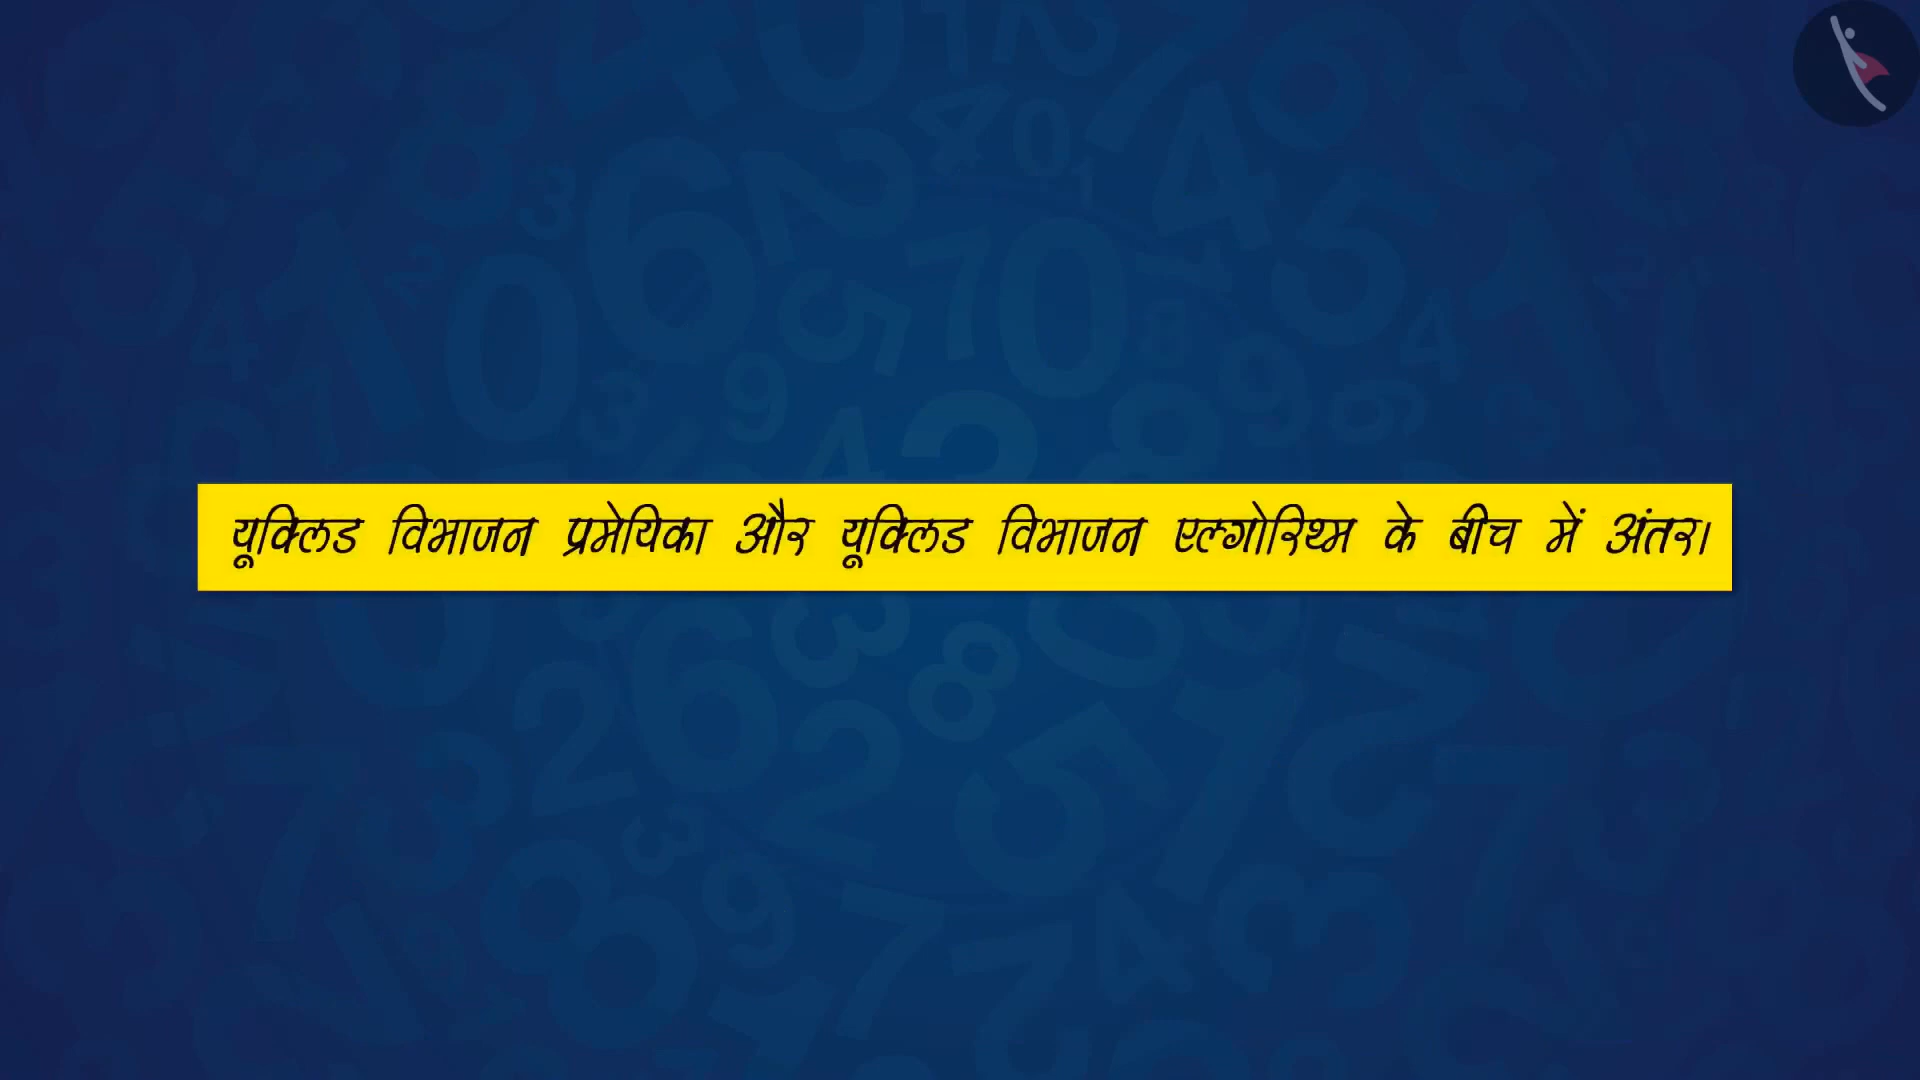 यूक्लिड विभाजन प्रमेयिका और यूक्लिड विभाजन एल्गोरिथ्म के बीच में अंतर।